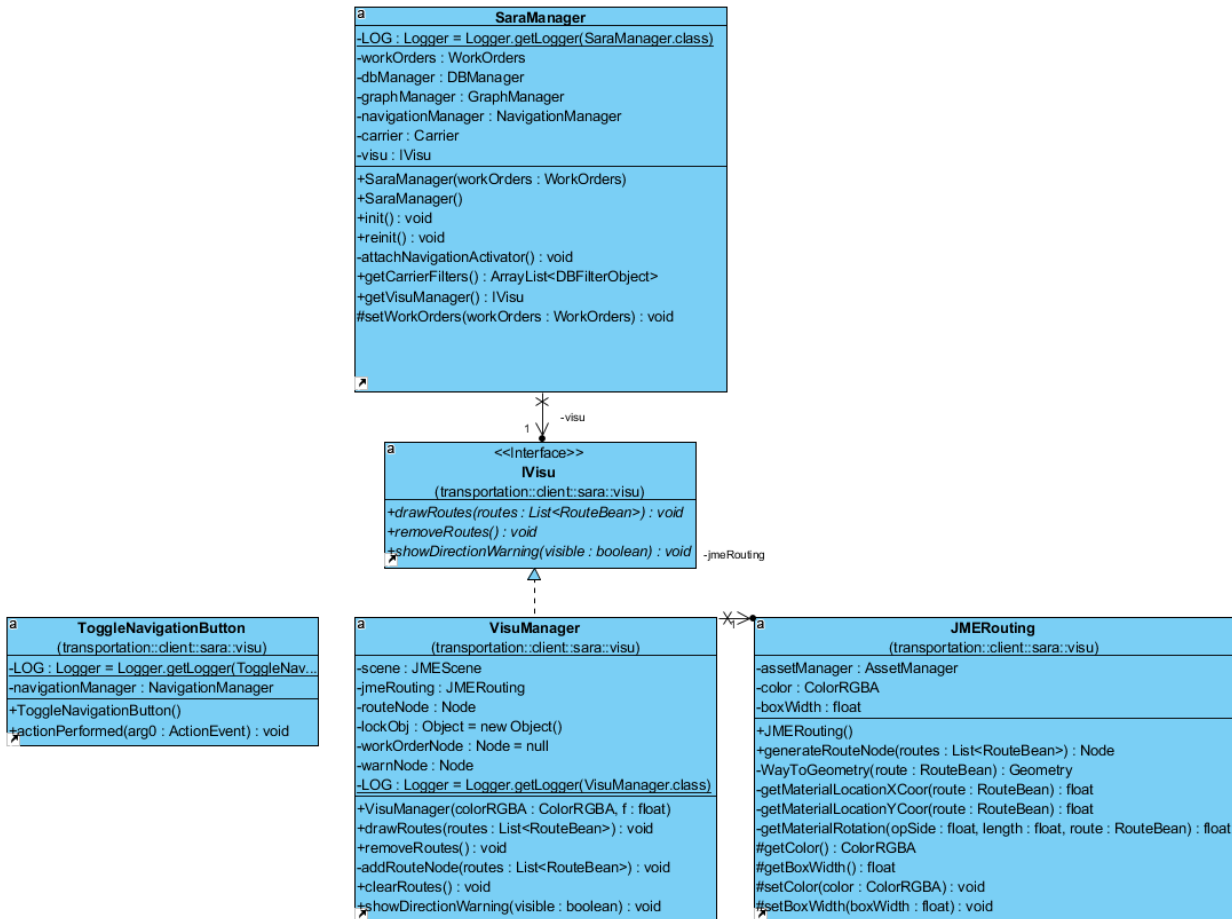 a
SaraManager
-LOG : Logger = Logger.getLogger(SaraManager.class)
-workOrders : WorkOrders
-dbManager : DBManager
-graphManager : GraphManager
-navigationManager : NavigationManager
-carrier : Carrier
-visu : IVisu
+SaraManager(workOrders : WorkOrders)
+SaraManager()
+init() : void
+reinit() : void
-attachNavigationActivator() : void
+getCarrierFilters() : ArrayList<DBFilterObject>
+getVisuManager() : IVisu
#setWorkOrders(workOrders : WorkOrders) : void
-visu
1
a
<<Interface>>
IVisu
(transportation::client::sara::visu)
+drawRoutes(routes : List<RouteBean>) : void
+removeRoutes() : void
+showDirectionWarning(visible : boolean) : void
-jmeRouting
1
a
ToggleNavigationButton
(transportation::client::sara::visu)
-LOG : Logger = Logger.getLogger(ToggleNav...
-navigationManager : NavigationManager
+ToggleNavigationButton()
+actionPerformed(arg0 : ActionEvent) : void
a
VisuManager
(transportation::client::sara::visu)
-scene : JMEScene
-jmeRouting : JMERouting
-routeNode : Node
-lockObj : Object = new Object()
-workOrderNode : Node = null
-warnNode : Node
-LOG : Logger = Logger.getLogger(VisuManager.class)
+VisuManager(colorRGBA : ColorRGBA, f : float)
+drawRoutes(routes : List<RouteBean>) : void
+removeRoutes() : void
-addRouteNode(routes : List<RouteBean>) : void
+clearRoutes() : void
+showDirectionWarning(visible : boolean) : void
a
JMERouting
(transportation::client::sara::visu)
-assetManager : AssetManager
-color : ColorRGBA
-boxWidth : float
+JMERouting()
+generateRouteNode(routes : List<RouteBean>) : Node
-WayToGeometry(route : RouteBean) : Geometry
-getMaterialLocationXCoor(route : RouteBean) : float
-getMaterialLocationYCoor(route : RouteBean) : float
-getMaterialRotation(opSide : float, length : float, route : RouteBean) : float
#getColor() : ColorRGBA
#getBoxWidth() : float
#setColor(color : ColorRGBA) : void
#setBoxWidth(boxWidth : float) : void